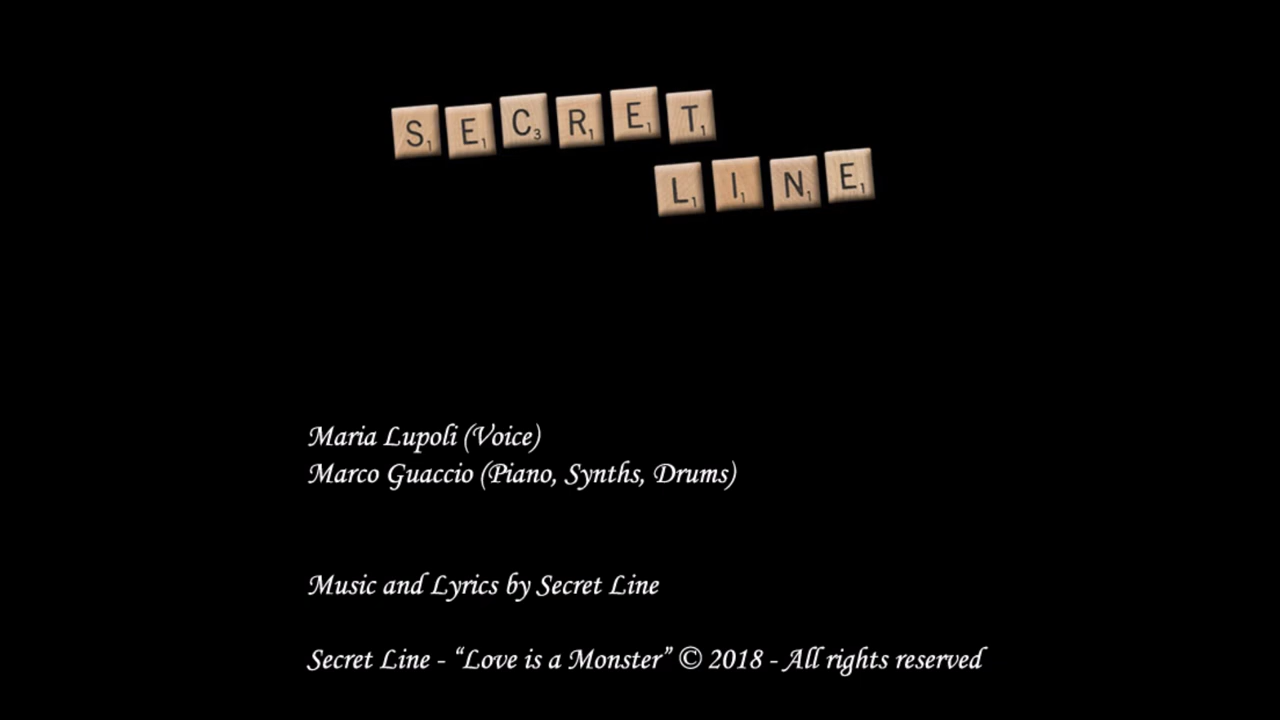 SECRET
LINE
Maria Lupoli (Voice)
Marco Guaccio (Piano, Synths, Drums)
Music and Lyrics by Secret Line
Secret Line - “Love is a Monster” © 2018 - All rights reserved